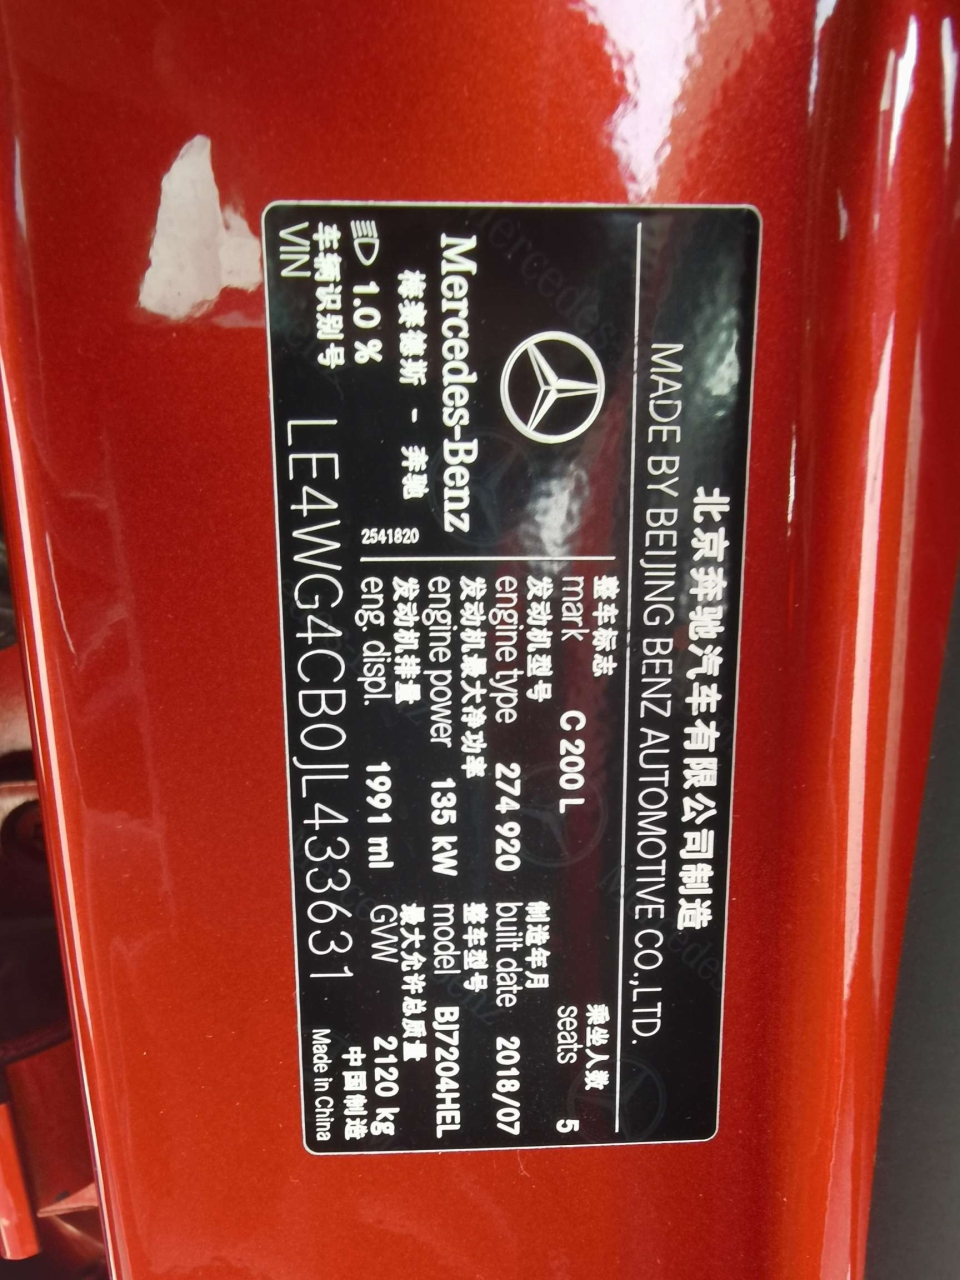 北京奔驰汽车有限公司制造
MADE BY BEIJING BENZ AUTOMOTIVE CO.,LTD.
Mercedes-Benz
梅赛德斯 - 奔驰
2541820
整车标志
mark C 200 L
乘坐人数
seats 5
发动机型号
engine type 274 920
制造年月
built date 2018/07
发动机最大净功率
engine power 135 kW
整车型号
model BJ7204HEL
发动机排量
eng. displ. 1991 ml
最大允许总质量
GVW 2120 kg
1.0 %
车辆识别号
VIN LE4WG4CB0JL433631
中国制造
Made in China